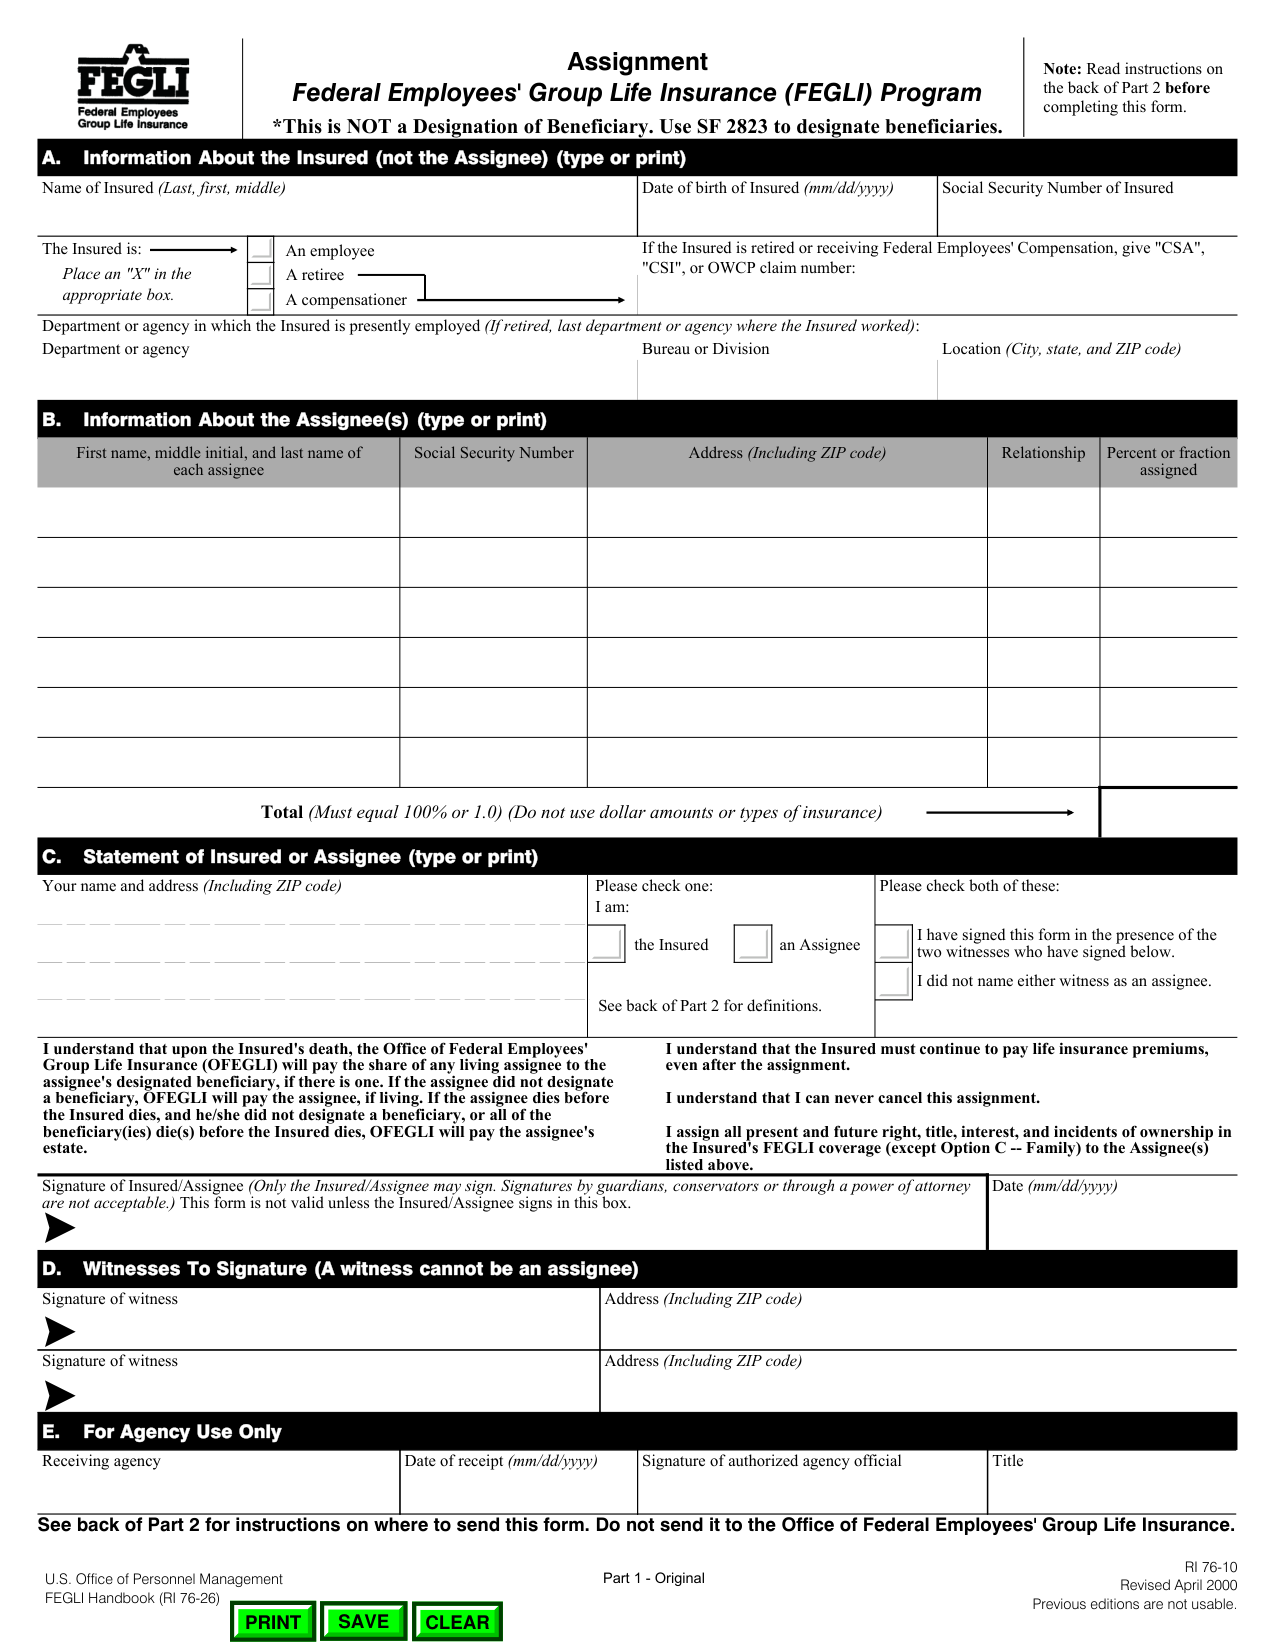 FEGLI
Federal Employees
Group Life Insurance
Assignment
Federal Employees' Group Life Insurance (FEGLI) Program
*This is NOT a Designation of Beneficiary. Use SF 2823 to designate beneficiaries.
Note: Read instructions on
the back of Part 2 before
completing this form.
A. Information About the Insured (not the Assignee) (type or print)
Name of Insured (Last, first, middle)
Date of birth of Insured (mm/dd/yyyy)
Social Security Number of Insured
The Insured is:
Place an "X" in the
appropriate box.
An employee
A retiree
A compensationer
If the Insured is retired or receiving Federal Employees' Compensation, give "CSA",
"CSI", or OWCP claim number:
Department or agency in which the Insured is presently employed (If retired, last department or agency where the Insured worked):
Department or agency
Bureau or Division
Location (City, state, and ZIP code)
B. Information About the Assignee(s) (type or print)
First name, middle initial, and last name of
each assignee
Social Security Number
Address (Including ZIP code)
Relationship
Percent or fraction
assigned
Total (Must equal 100% or 1.0) (Do not use dollar amounts or types of insurance)
C. Statement of Insured or Assignee (type or print)
Your name and address (Including ZIP code)
Please check one:
I am:
the Insured
an Assignee
See back of Part 2 for definitions.
Please check both of these:
I have signed this form in the presence of the
two witnesses who have signed below.
I did not name either witness as an assignee.
I understand that upon the Insured's death, the Office of Federal Employees'
Group Life Insurance (OFEGLI) will pay the share of any living assignee to the
assignee's designated beneficiary, if there is one. If the assignee did not designate
a beneficiary, OFEGLI will pay the assignee, if living. If the assignee dies before
the Insured dies, and he/she did not designate a beneficiary, or all of the
beneficiary(ies) die(s) before the Insured dies, OFEGLI will pay the assignee's
estate.
I understand that the Insured must continue to pay life insurance premiums,
even after the assignment.
I understand that I can never cancel this assignment.
I assign all present and future right, title, interest, and incidents of ownership in
the Insured's FEGLI coverage (except Option C -- Family) to the Assignee(s)
listed above.
Signature of Insured/Assignee (Only the Insured/Assignee may sign. Signatures by guardians, conservators or through a power of attorney
are not acceptable.) This form is not valid unless the Insured/Assignee signs in this box.
Date (mm/dd/yyyy)
D. Witnesses To Signature (A witness cannot be an assignee)
Signature of witness
Address (Including ZIP code)
Signature of witness
Address (Including ZIP code)
E. For Agency Use Only
Receiving agency
Date of receipt (mm/dd/yyyy)
Signature of authorized agency official
Title
See back of Part 2 for instructions on where to send this form. Do not send it to the Office of Federal Employees' Group Life Insurance.
U.S. Office of Personnel Management
FEGLI Handbook (RI 76-26)
Part 1 - Original
RI 76-10
Revised April 2000
Previous editions are not usable.
PRINT
SAVE
CLEAR